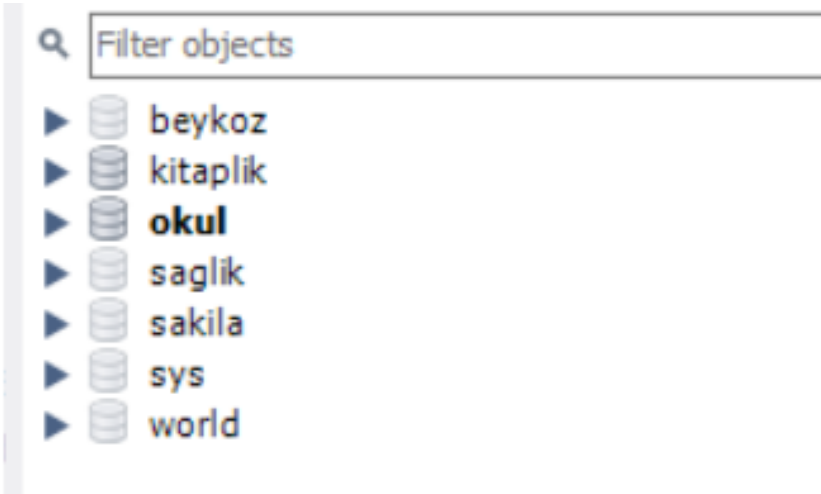 Filter objects
beykoz
kitaplik
okul
saglik
sakila
sys
world